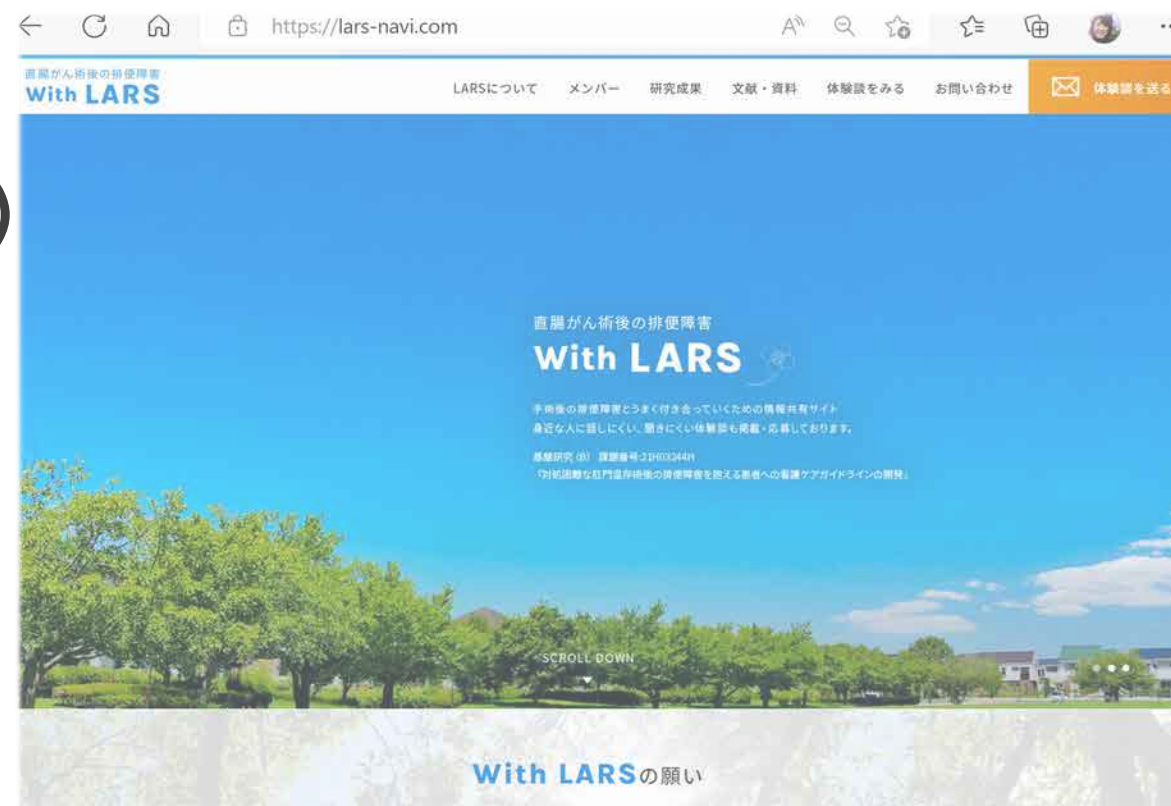 https://lars-navi.com
直腸がん術後の排便障害
With LARS
LARSについて メンバー 研究成果 文献・資料 体験談をみる お問い合わせ 体験談を送る
直腸がん術後の排便障害
With LARS
手術後の排便障害とうまく付き合っていくための情報共有サイト
身近な人に話しにくい、聞きにくい体験談も掲載・応募しております。
基盤研究 (B) 課題番号:
「対処困難な肛門温存術後の排便障害を抱える患者への看護ケアガイドラインの開発」
SCROLL DOWN
With LARSの願い